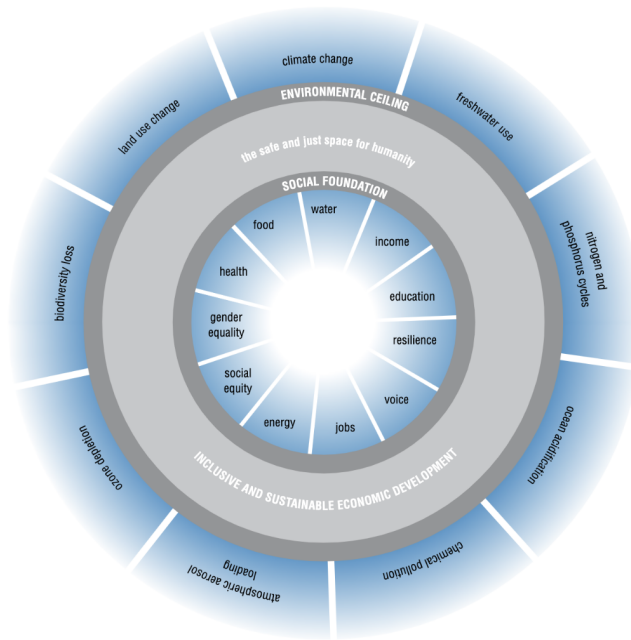 climate change
freshwater use
nitrogen and
phosphorus cycles
ocean acidification
chemical pollution
atmospheric aerosol
loading
ozone depletion
biodiversity loss
land use change
ENVIRONMENTAL CEILING
the safe and just space for humanity
SOCIAL FOUNDATION
water
income
education
resilience
voice
jobs
energy
social
equity
gender
equality
health
food
INCLUSIVE AND SUSTAINABLE ECONOMIC DEVELOPMENT